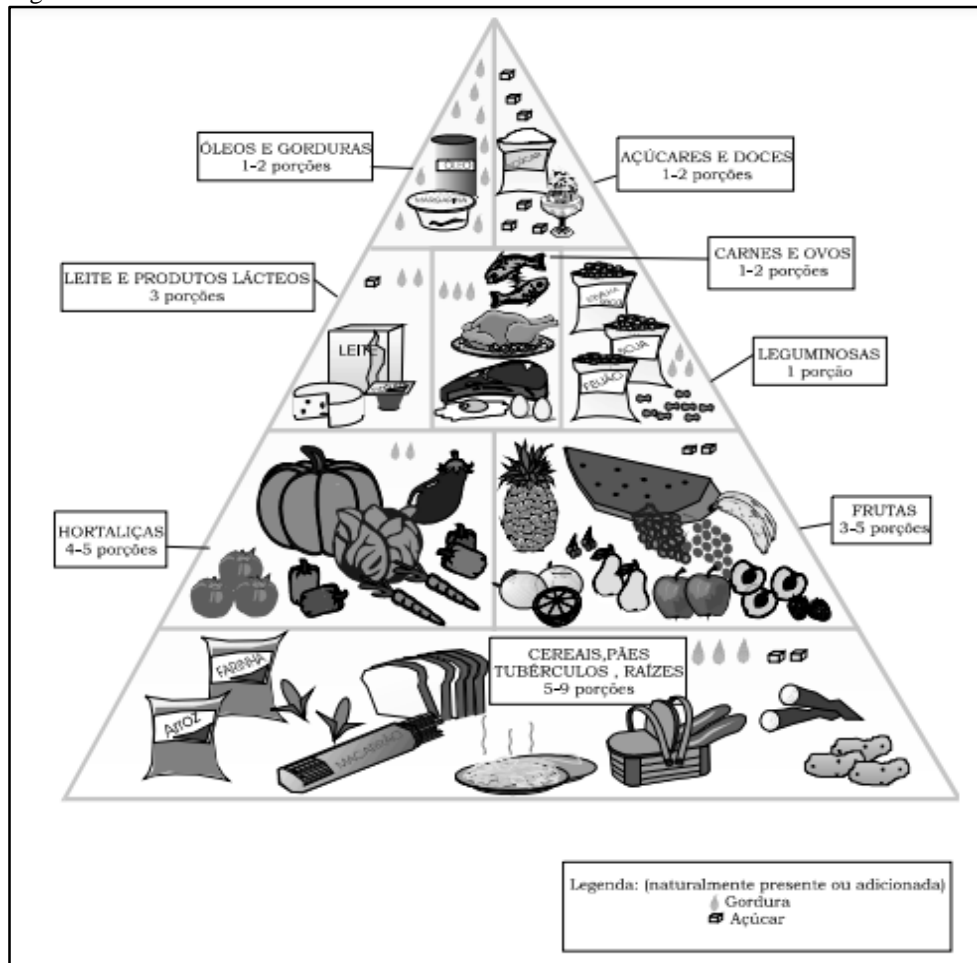 ÓLEOS E GORDURAS
1-2 porções
AÇÚCARES E DOCES
1-2 porções
ÓLEO
AÇÚCAR
MARGARINA
LEITE E PRODUTOS LÁCTEOS
3 porções
CARNES E OVOS
1-2 porções
LEITE
SOJA
FEIJÃO
LEGUMINOSAS
1 porção
HORTALIÇAS
4-5 porções
FRUTAS
3-5 porções
CEREAIS,PÃES
TUBÉRCULOS , RAÍZES
5-9 porções
FARINHA
Arroz
MACARRÃO
Legenda: (naturalmente presente ou adicionada)
Gordura
Açúcar